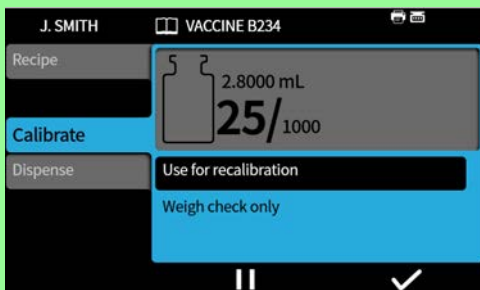 J. SMITH
VACCINE B234
Recipe
Calibrate
Dispense
2.8000 mL
25/1000
Use for recalibration
Weigh check only